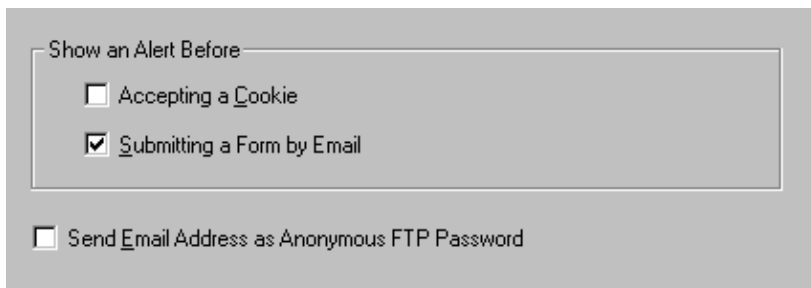 Show an Alert Before
Accepting a Cookie
Submitting a Form by Email
Send Email Address as Anonymous FTP Password